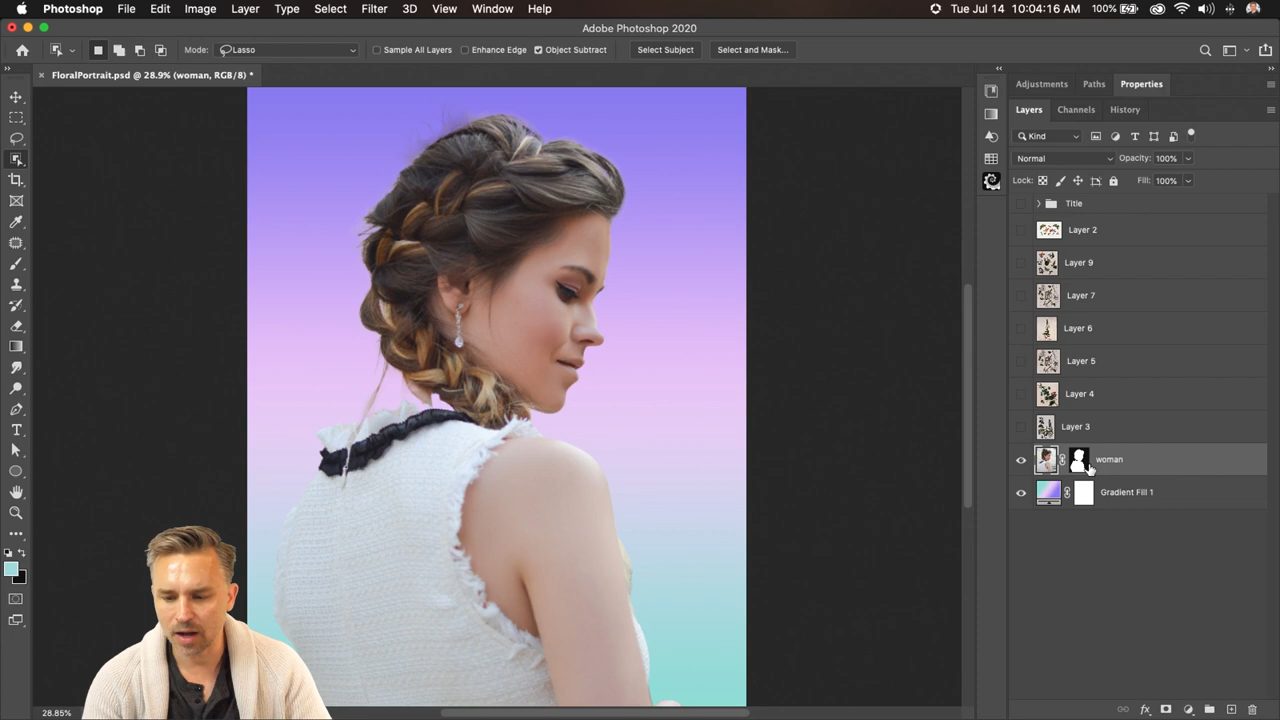 Photoshop File Edit Image Layer Type Select Filter 3D View Window Help 100% Tue Jul 14 10:04:16 AM
Adobe Photoshop 2020
Mode: Lasso Sample All Layers Enhance Edge Object Subtract Select Subject Select and Mask...
FloralPortrait.psd @ 28.9% (woman, RGB/8) *
Adjustments Paths Properties
Layers Channels History
Kind
Normal Opacity: 100%
Lock: Fill: 100%
Title
Layer 2
Layer 9
Layer 7
Layer 6
Layer 5
Layer 4
Layer 3
woman
Gradient Fill 1
28.85%